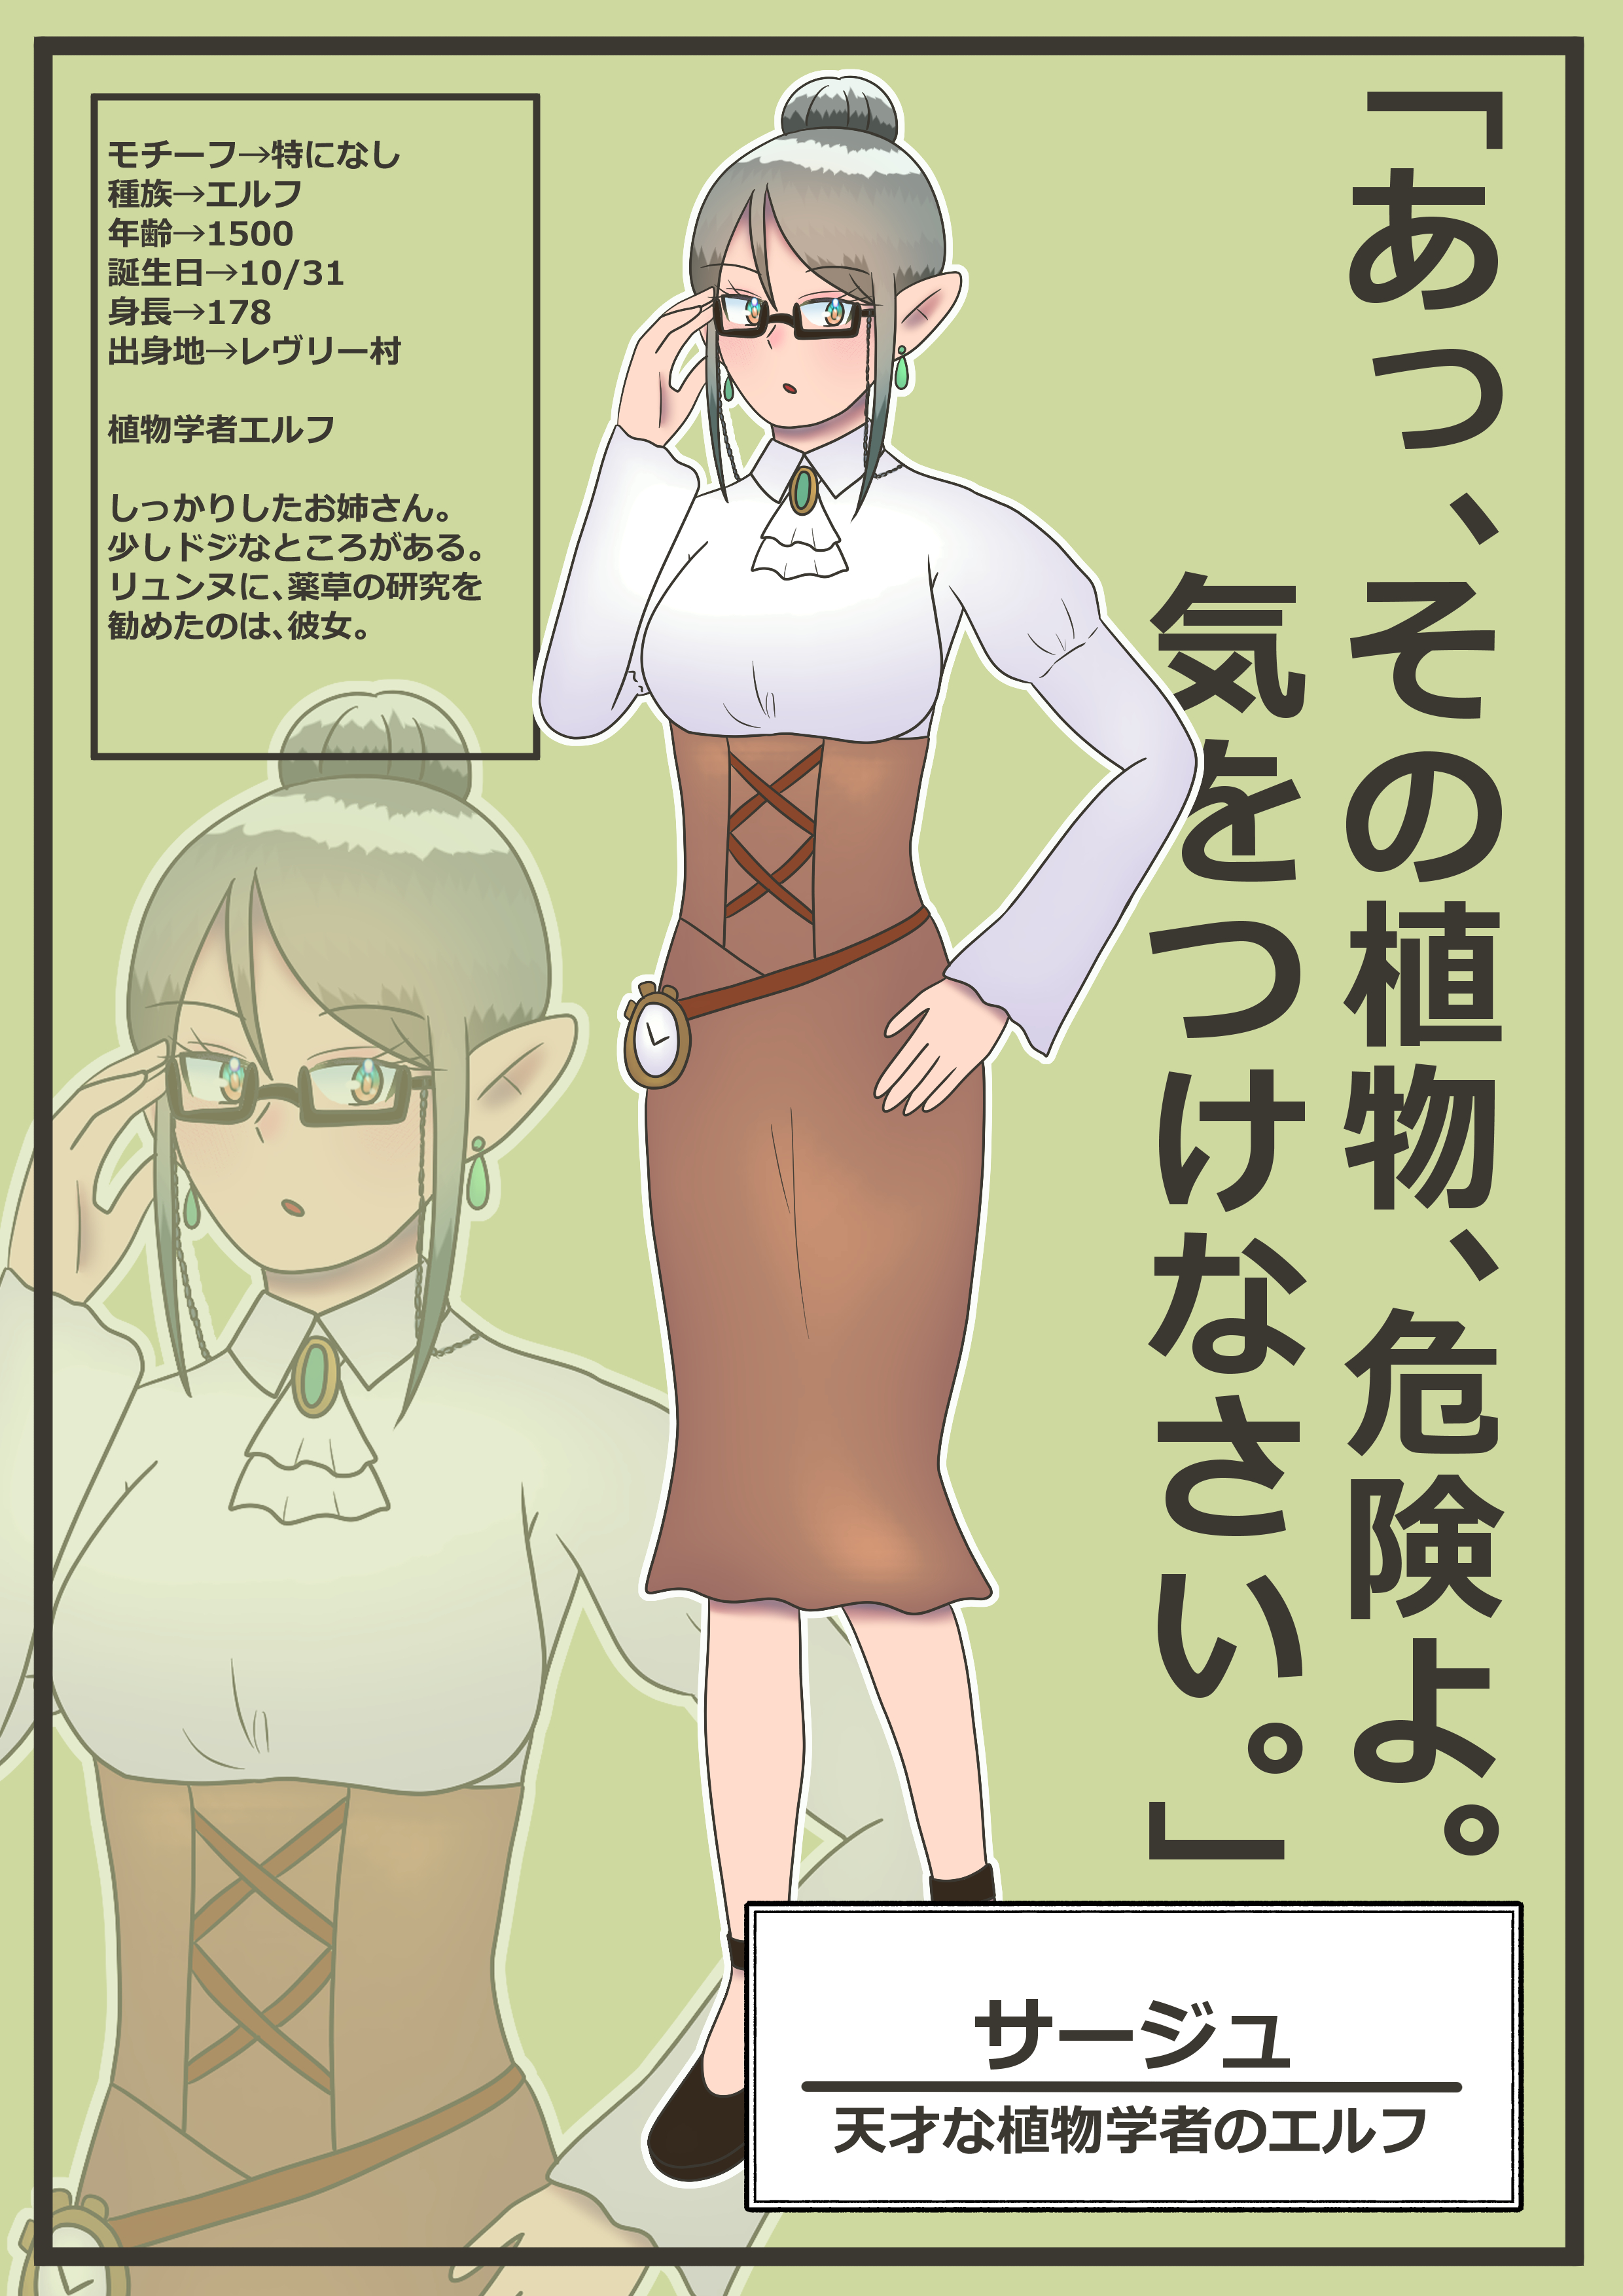 「あっ、その植物、危険よ。
気をつけなさい。」
モチーフ→特になし
種族→エルフ
年齢→1500
誕生日→10/31
身長→178
出身地→レヴリー村
植物学者エルフ
しっかりしたお姉さん。
少しドジなところがある。
リュンヌに、薬草の研究を
勧めたのは、彼女。
サージュ
天才な植物学者のエルフ